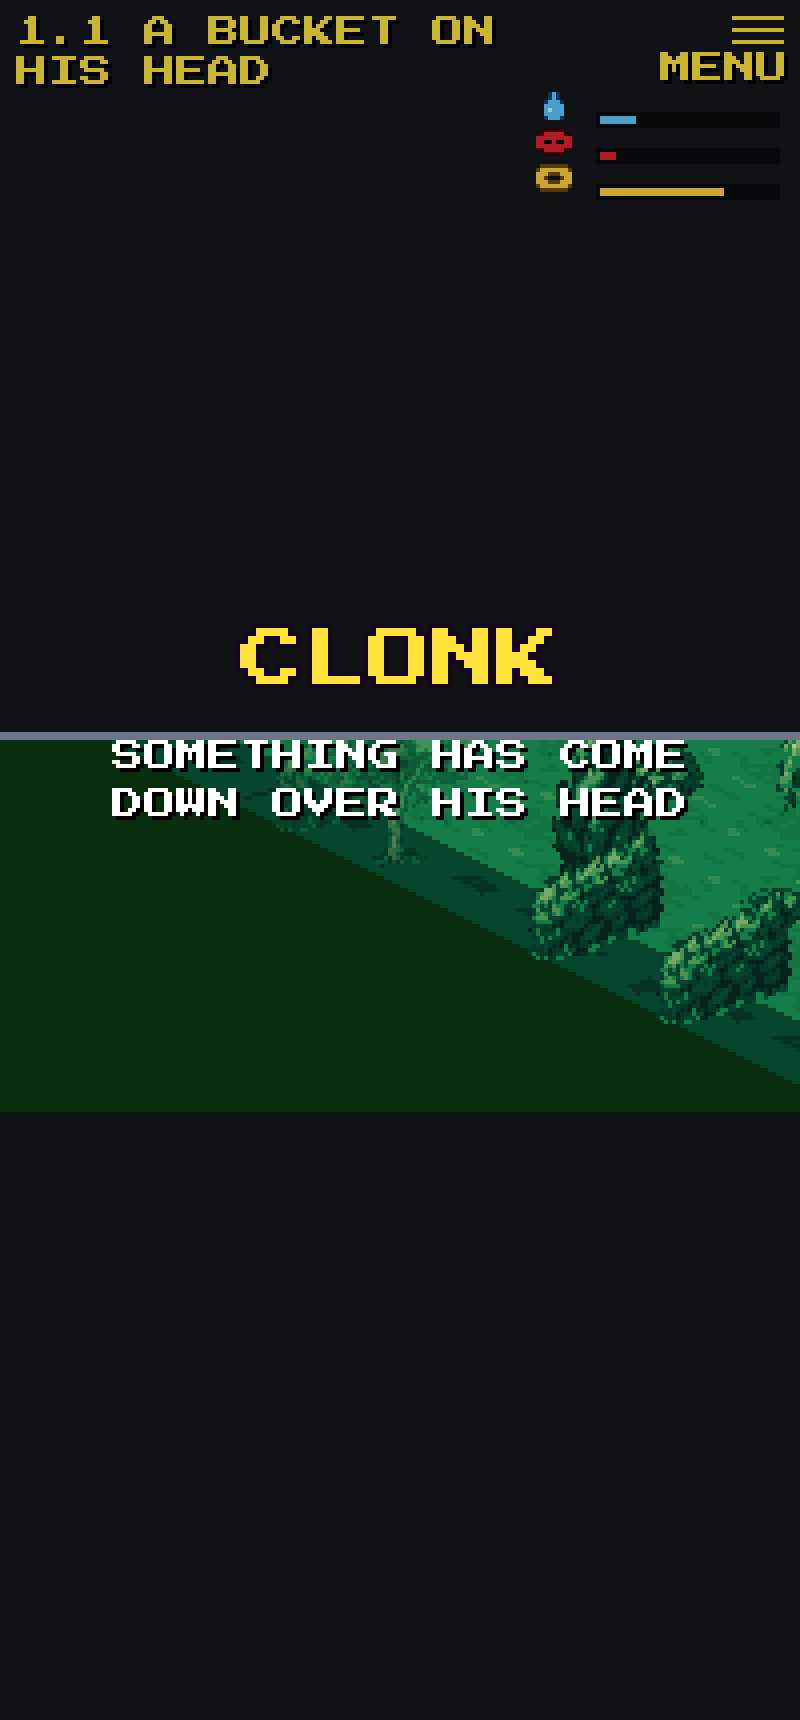 1.1 A BUCKET ON
HIS HEAD
MENU
CLONK
SOMETHING HAS COME
DOWN OVER HIS HEAD